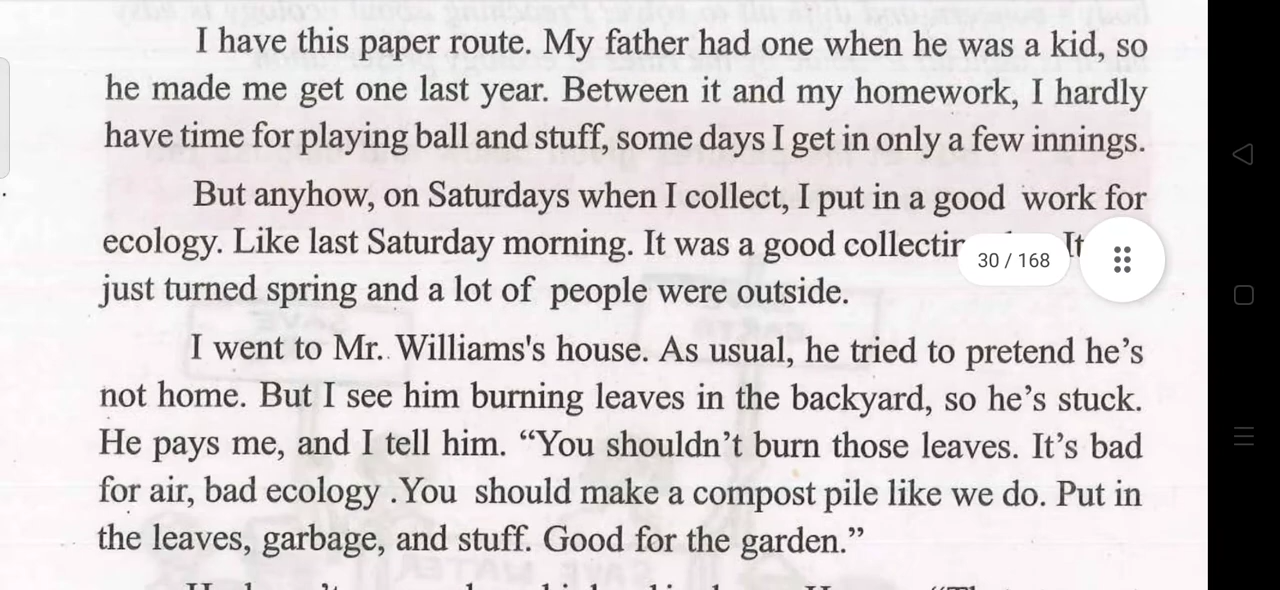 I have this paper route. My father had one when he was a kid, so
he made me get one last year. Between it and my homework, I hardly
have time for playing ball and stuff, some days I get in only a few innings.
But anyhow, on Saturdays when I collect, I put in a good work for
ecology. Like last Saturday morning. It was a good It
30 / 168
just turned spring and a lot of people were outside.
I went to Mr. Williams's house. As usual, he tried to pretend he's
not home. But I see him burning leaves in the backyard, so he's stuck.
He pays me, and I tell him. “You shouldn't burn those leaves. It's bad
for air, bad ecology .You should make a compost pile like we do. Put in
the leaves, garbage, and stuff. Good for the garden.”